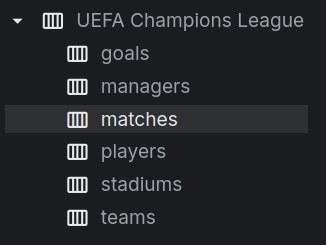 UEFA Champions League
goals
managers
matches
players
stadiums
teams